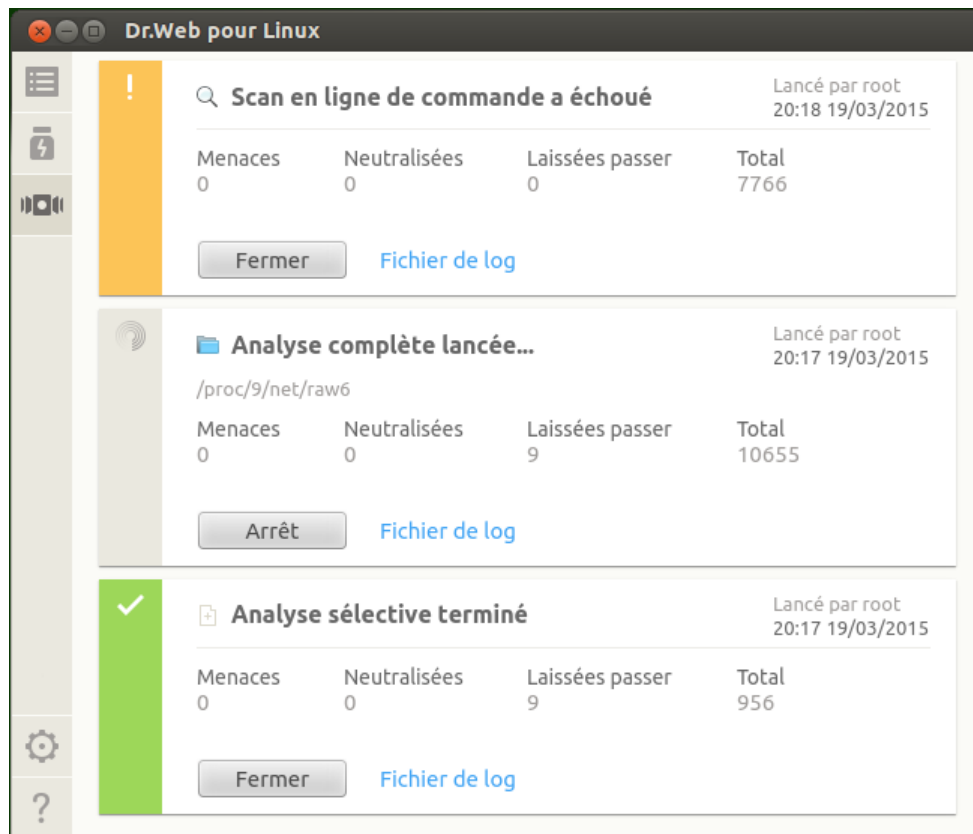 Dr.Web pour Linux
Scan en ligne de commande a échoué
Lancé par root
20:18 19/03/2015
Menaces Neutralisées Laissées passer Total
0 0 0 7766
Fermer Fichier de log
Analyse complète lancée...
Lancé par root
20:17 19/03/2015
/proc/9/net/raw6
Menaces Neutralisées Laissées passer Total
0 0 9 10655
Arrêt Fichier de log
Analyse sélective terminé
Lancé par root
20:17 19/03/2015
Menaces Neutralisées Laissées passer Total
0 0 9 956
Fermer Fichier de log